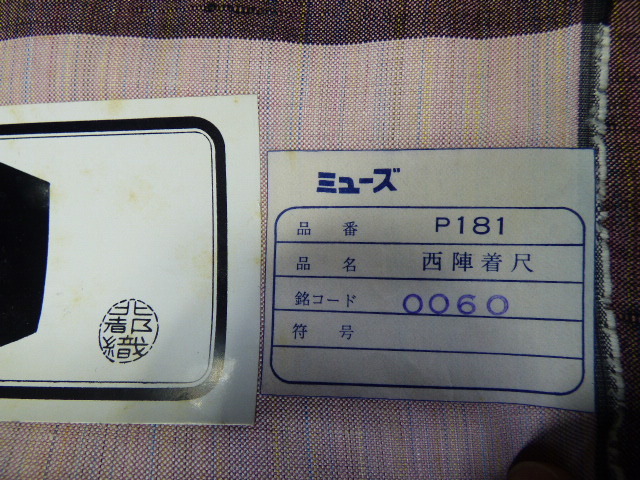 ミューズ
品番 P181
品名 西陣着尺
銘コード 0060
符号